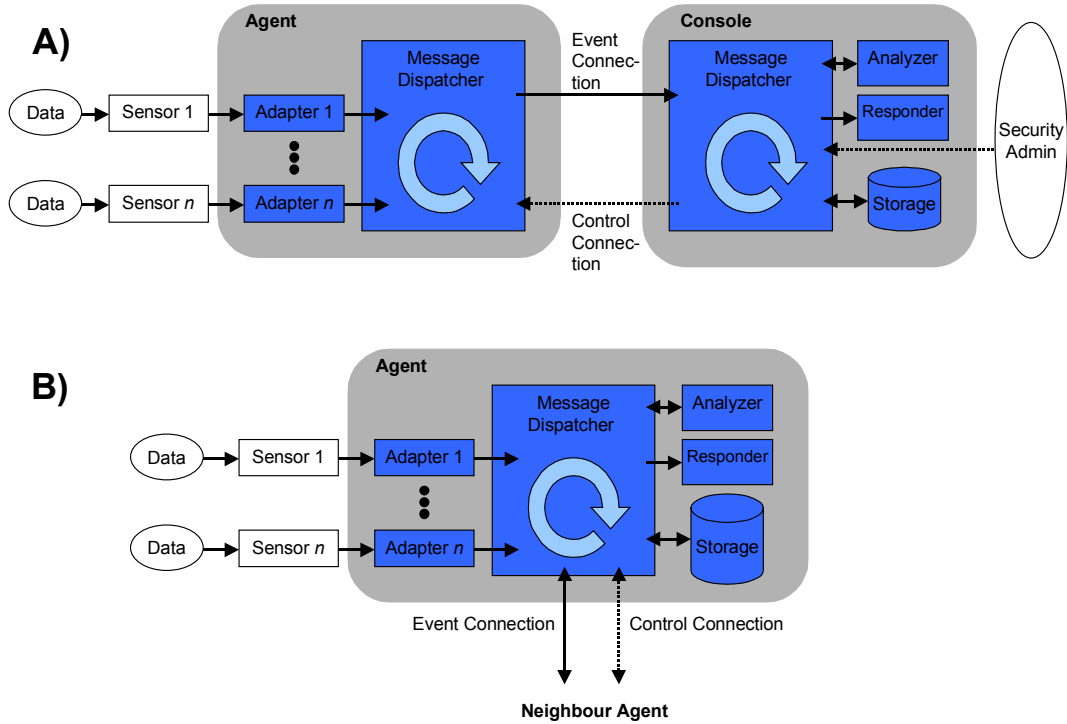 A)
Agent
Console
Message
Dispatcher
Event
Connec-
tion
Message
Dispatcher
Analyzer
Data
Sensor 1
Adapter 1
Responder
Security
Admin
Data
Sensor n
Adapter n
Storage
Control
Connec-
tion
B)
Agent
Message
Dispatcher
Analyzer
Data
Sensor 1
Adapter 1
Responder
Data
Sensor n
Adapter n
Storage
Event Connection
Control Connection
Neighbour Agent